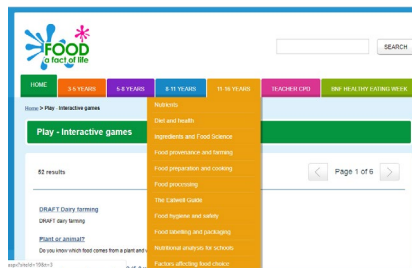 FOOD
a fact of life
SEARCH
HOME
3-5 YEARS
5-8 YEARS
8-11 YEARS
11-16 YEARS
TEACHER CPD
BNF HEALTHY EATING WEEK
Home > Play - Interactive games
Nutrients
Diet and health
Ingredients and Food Science
Food provenance and farming
Food preparation and cooking
Food processing
The Eatwell Guide
Food hygiene and safety
Food labelling and packaging
Nutritional analysis for schools
Factors affecting food choice
Play - Interactive games
52 results
Page 1 of 6
DRAFT Dairy farming
DRAFT dairy farming
Plant or animal?
Do you know which food comes from a plant and